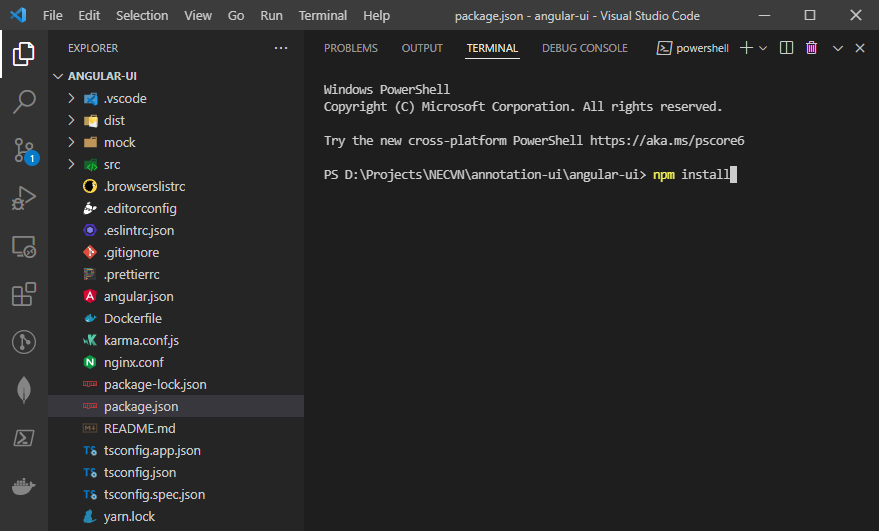 File Edit Selection View Go Run Terminal Help package.json - angular-ui - Visual Studio Code
EXPLORER
ANGULAR-UI
.vscode
dist
mock
src
.browserslistrc
.editorconfig
.eslintrc.json
.gitignore
.prettierrc
angular.json
Dockerfile
karma.conf.js
nginx.conf
package-lock.json
package.json
README.md
tsconfig.app.json
tsconfig.json
tsconfig.spec.json
yarn.lock
1
PROBLEMS OUTPUT TERMINAL DEBUG CONSOLE powershell
Windows PowerShell
Copyright (C) Microsoft Corporation. All rights reserved.
Try the new cross-platform PowerShell https://aka.ms/pscore6
PS D:\Projects\NECVN\annotation-ui\angular-ui> npm install